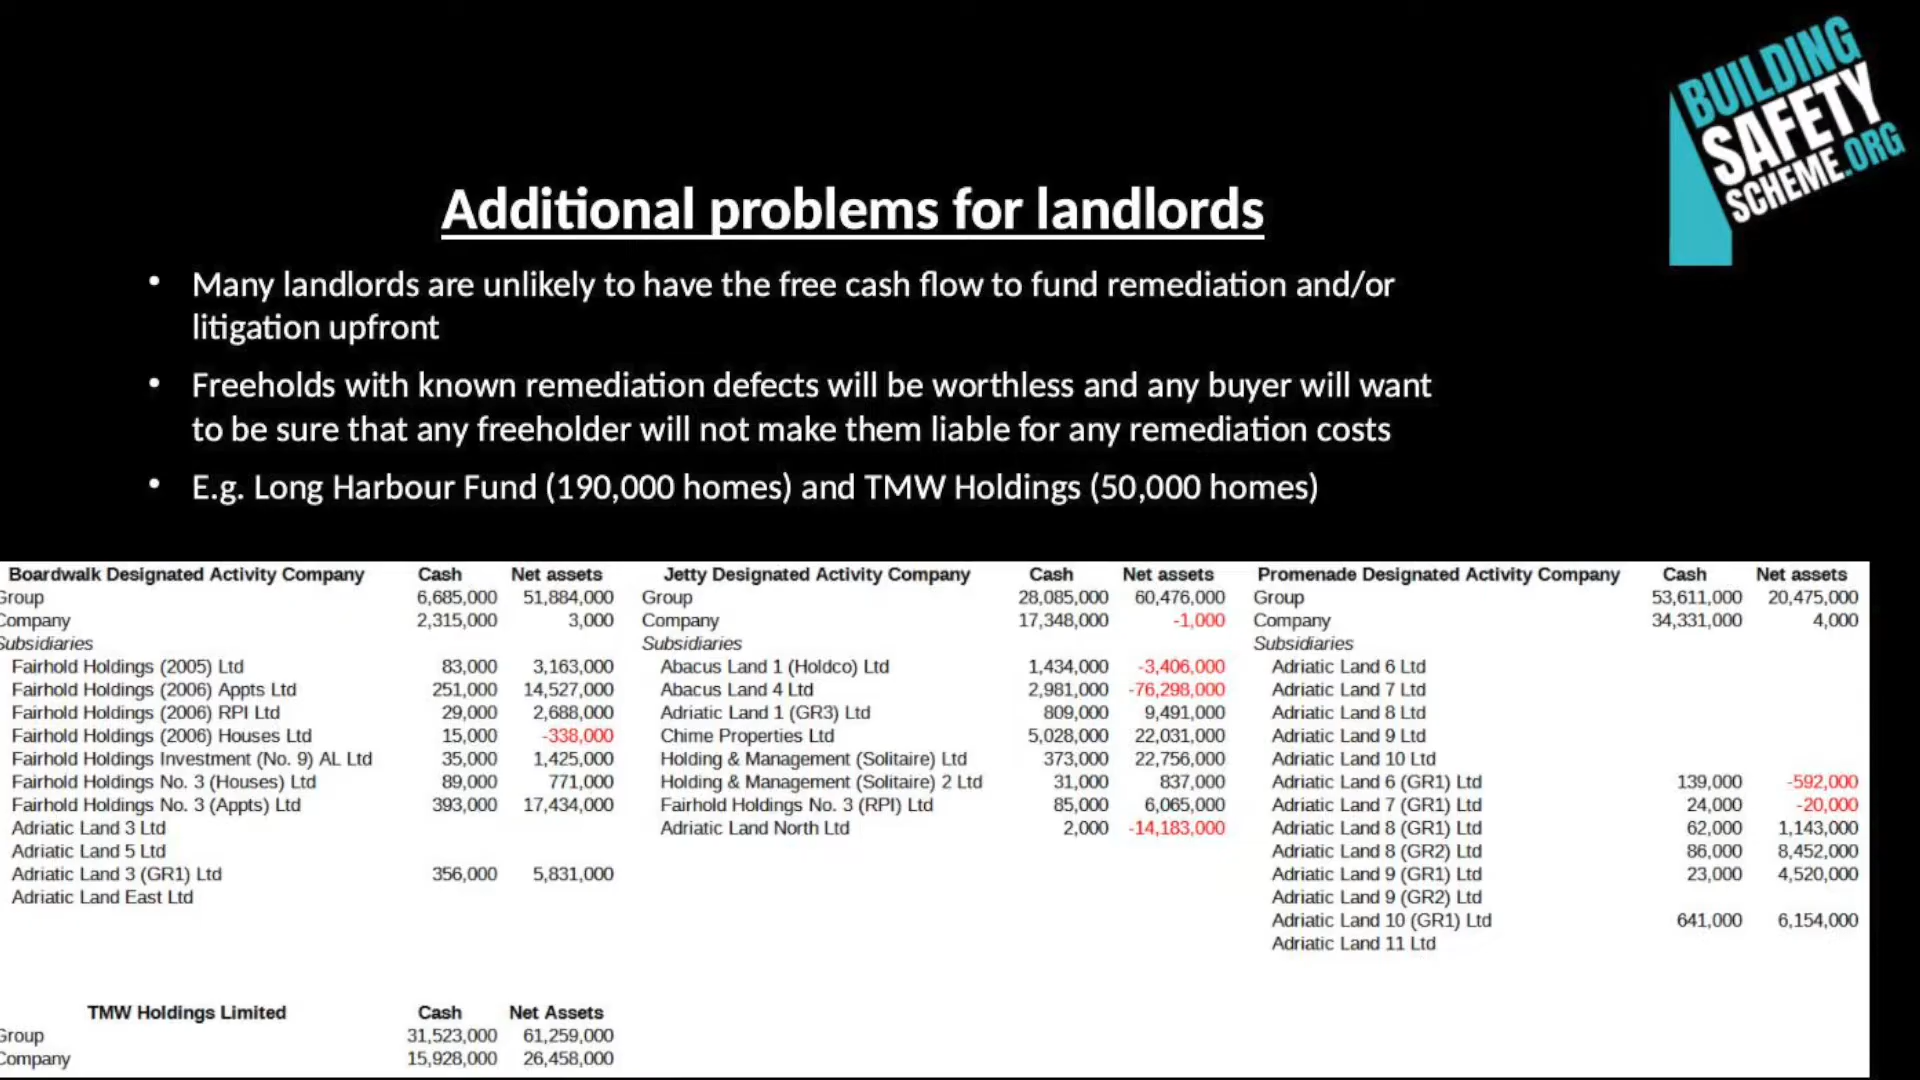 BUILDING
SAFETY
SCHEME.ORG
Additional problems for landlords
• Many landlords are unlikely to have the free cash flow to fund remediation and/or
litigation upfront
• Freeholds with known remediation defects will be worthless and any buyer will want
to be sure that any freeholder will not make them liable for any remediation costs
• E.g. Long Harbour Fund (190,000 homes) and TMW Holdings (50,000 homes)
Boardwalk Designated Activity Company Cash Net assets
Group 6,685,000 51,884,000
Company 2,315,000 3,000
Subsidiaries
Fairhold Holdings (2005) Ltd 83,000 3,163,000
Fairhold Holdings (2006) Appts Ltd 251,000 14,527,000
Fairhold Holdings (2006) RPI Ltd 29,000 2,688,000
Fairhold Holdings (2006) Houses Ltd 15,000 -338,000
Fairhold Holdings Investment (No. 9) AL Ltd 35,000 1,425,000
Fairhold Holdings No. 3 (Houses) Ltd 89,000 771,000
Fairhold Holdings No. 3 (Appts) Ltd 393,000 17,434,000
Adriatic Land 3 Ltd
Adriatic Land 5 Ltd
Adriatic Land 3 (GR1) Ltd 356,000 5,831,000
Adriatic Land East Ltd
Jetty Designated Activity Company Cash Net assets
Group 28,085,000 60,476,000
Company 17,348,000 -1,000
Subsidiaries
Abacus Land 1 (Holdco) Ltd 1,434,000 -3,406,000
Abacus Land 4 Ltd 2,981,000 -76,298,000
Adriatic Land 1 (GR3) Ltd 809,000 9,491,000
Chime Properties Ltd 5,028,000 22,031,000
Holding & Management (Solitaire) Ltd 373,000 22,756,000
Holding & Management (Solitaire) 2 Ltd 31,000 837,000
Fairhold Holdings No. 3 (RPI) Ltd 85,000 6,065,000
Adriatic Land North Ltd 2,000 -14,183,000
Promenade Designated Activity Company Cash Net assets
Group 53,611,000 20,475,000
Company 34,331,000 4,000
Subsidiaries
Adriatic Land 6 Ltd
Adriatic Land 7 Ltd
Adriatic Land 8 Ltd
Adriatic Land 9 Ltd
Adriatic Land 10 Ltd
Adriatic Land 6 (GR1) Ltd 139,000 -592,000
Adriatic Land 7 (GR1) Ltd 24,000 -20,000
Adriatic Land 8 (GR1) Ltd 62,000 1,143,000
Adriatic Land 8 (GR2) Ltd 86,000 8,452,000
Adriatic Land 9 (GR1) Ltd 23,000 4,520,000
Adriatic Land 9 (GR2) Ltd
Adriatic Land 10 (GR1) Ltd 641,000 6,154,000
Adriatic Land 11 Ltd
TMW Holdings Limited Cash Net Assets
Group 31,523,000 61,259,000
Company 15,928,000 26,458,000